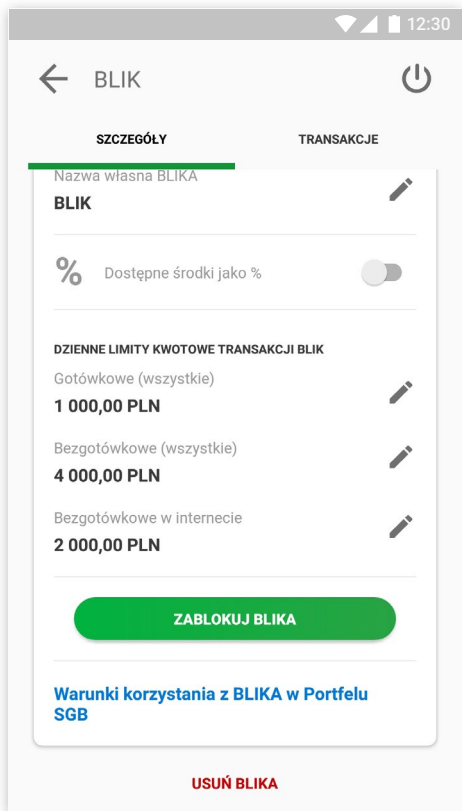 12:30
BLIK
SZCZEGÓŁY
TRANSAKCJE
Nazwa własna BLIKA
BLIK
% Dostępne środki jako %
DZIENNE LIMITY KWOTOWE TRANSAKCJI BLIK
Gotówkowe (wszystkie)
1 000,00 PLN
Bezgotówkowe (wszystkie)
4 000,00 PLN
Bezgotówkowe w internecie
2 000,00 PLN
ZABLOKUJ BLIKA
Warunki korzystania z BLIKA w Portfelu
SGB
USUŃ BLIKA